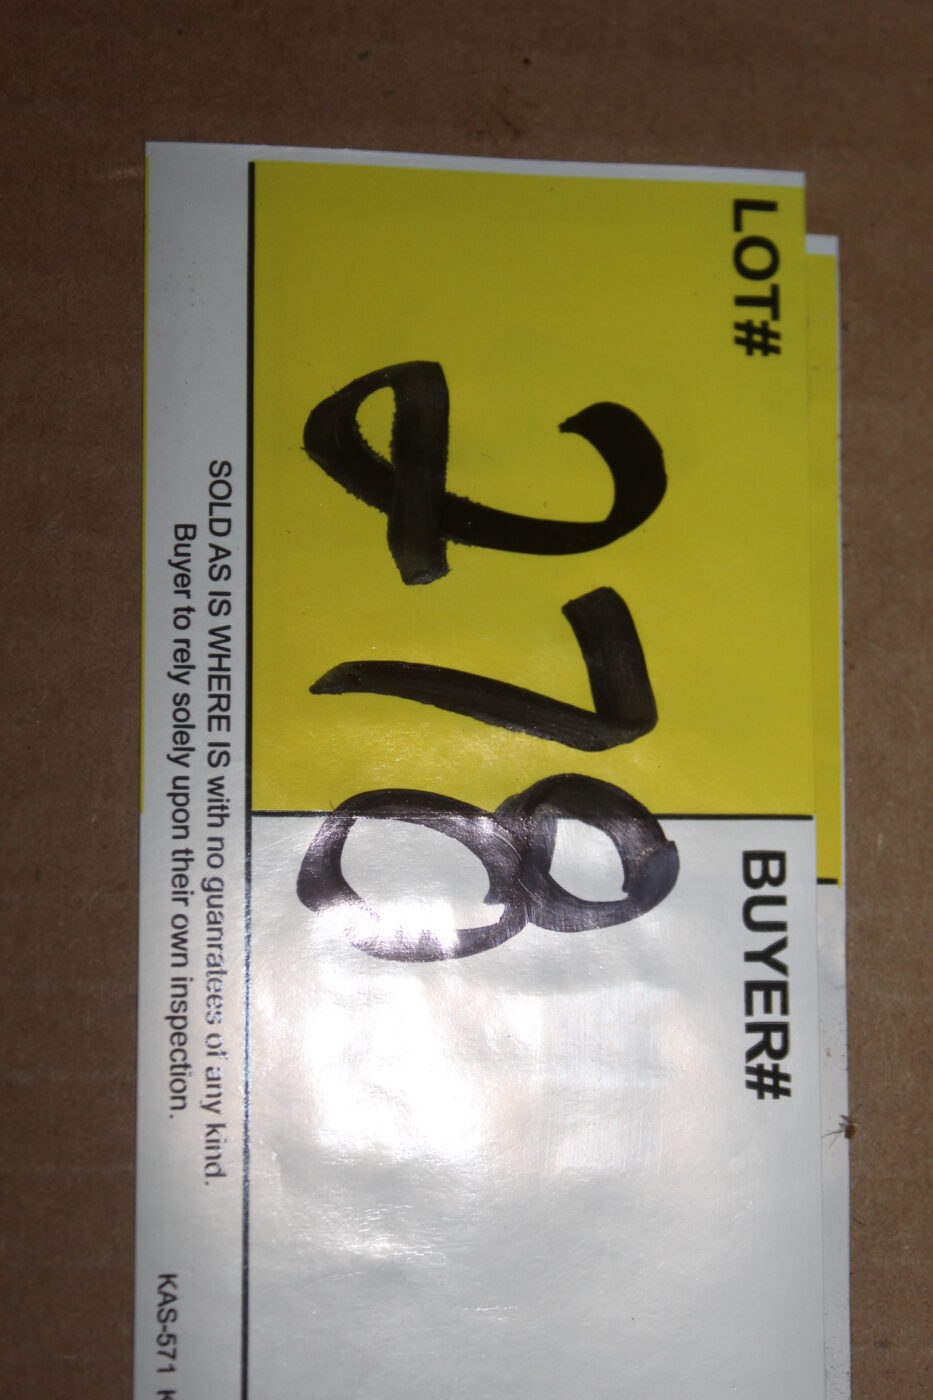 LOT# BUYER#
278
SOLD AS IS WHERE IS with no guanratees of any kind.
Buyer to rely solely upon their own inspection.
KAS-571